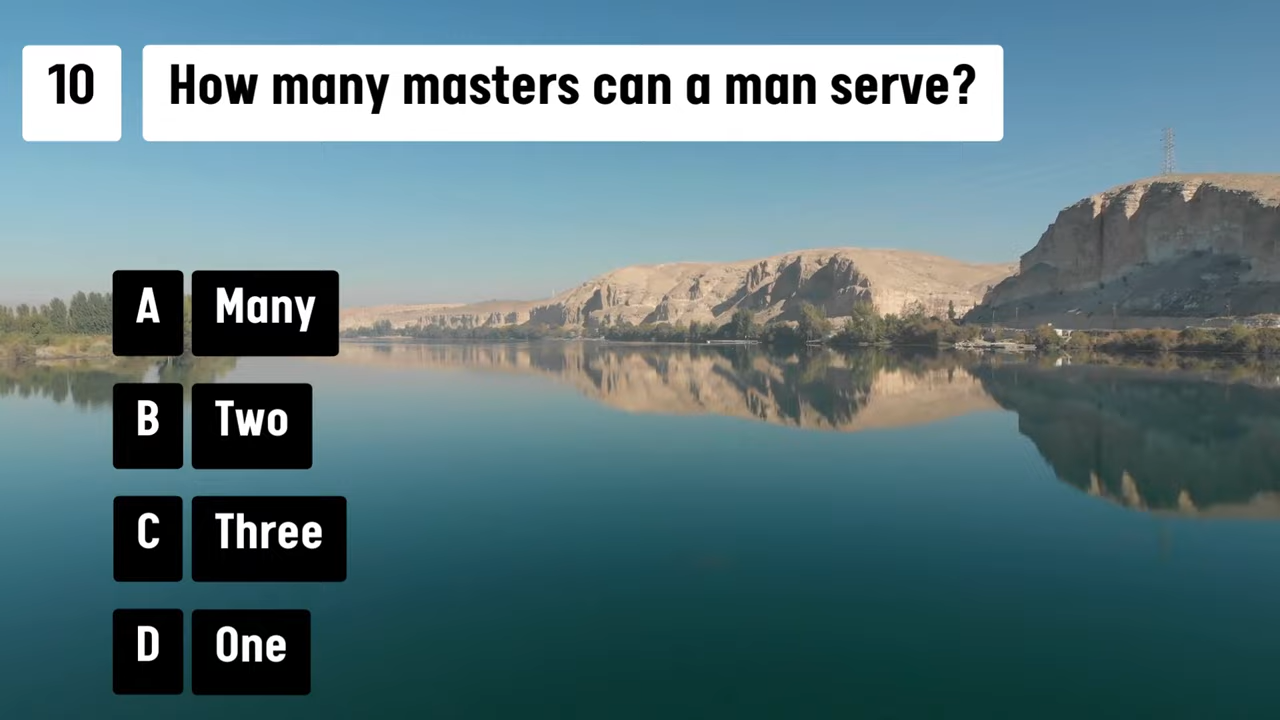 10 How many masters can a man serve?
A Many
B Two
C Three
D One